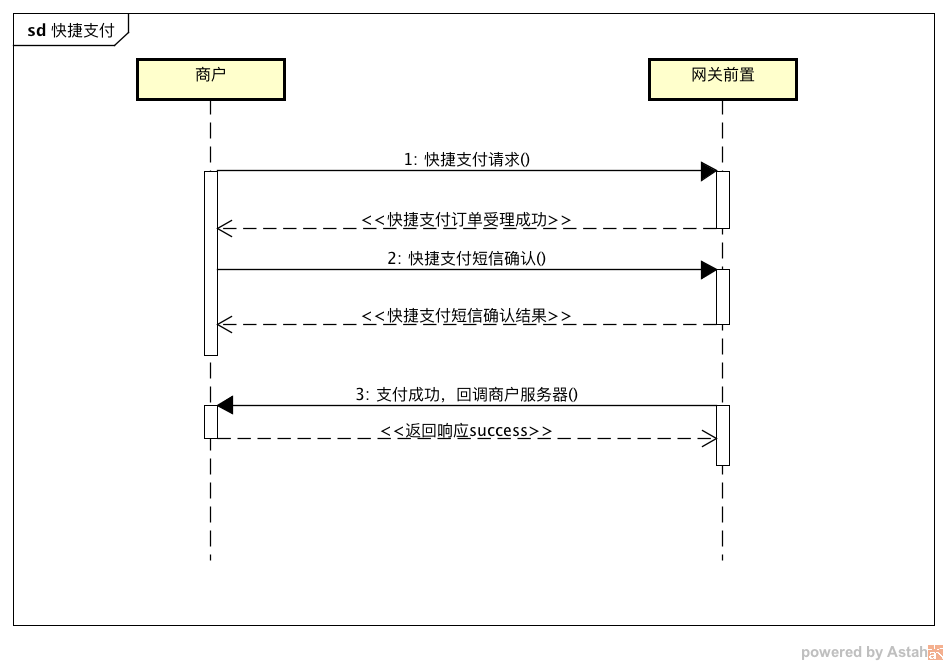 sd 快捷支付
商户
网关前置
1: 快捷支付请求()
<<快捷支付订单受理成功>>
2: 快捷支付短信确认()
<<快捷支付短信确认结果>>
3: 支付成功，回调商户服务器()
<<返回响应success>>
powered by Astah